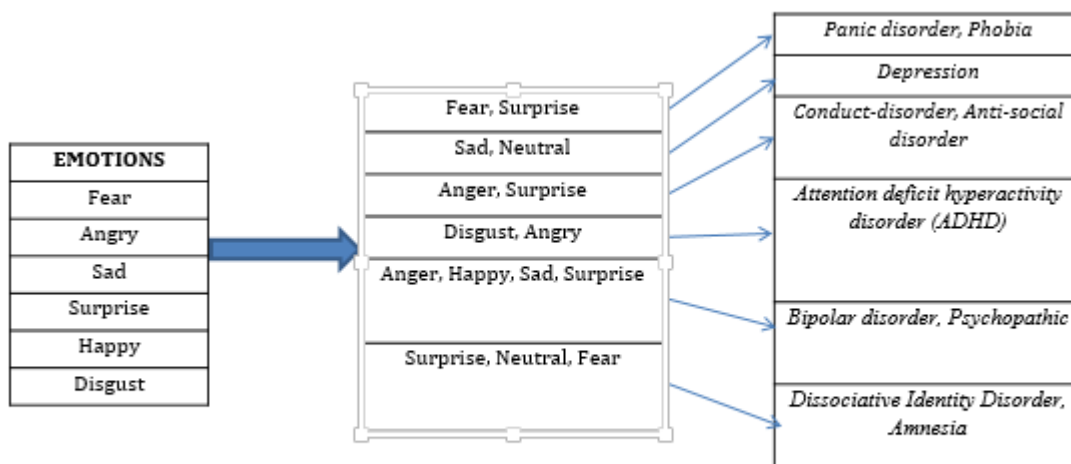 EMOTIONS
Fear
Angry
Sad
Surprise
Happy
Disgust
Fear, Surprise
Sad, Neutral
Anger, Surprise
Disgust, Angry
Anger, Happy, Sad, Surprise
Surprise, Neutral, Fear
Panic disorder, Phobia
Depression
Conduct-disorder, Anti-social
disorder
Attention deficit hyperactivity
disorder (ADHD)
Bipolar disorder, Psychopathic
Dissociative Identity Disorder,
Amnesia